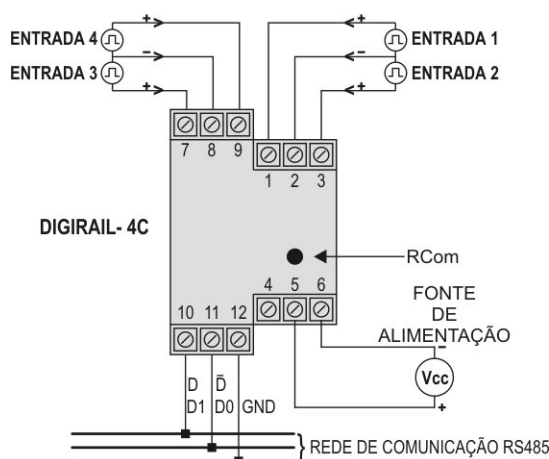 + +
ENTRADA 4 - - ENTRADA 1
ENTRADA 3 + + ENTRADA 2
7 8 9
1 2 3
DIGIRAIL- 4C
RCom
4 5 6
FONTE
DE
ALIMENTAÇÃO
10 11 12
-
Vcc
+
D D̅
D1 D0 GND
REDE DE COMUNICAÇÃO RS485